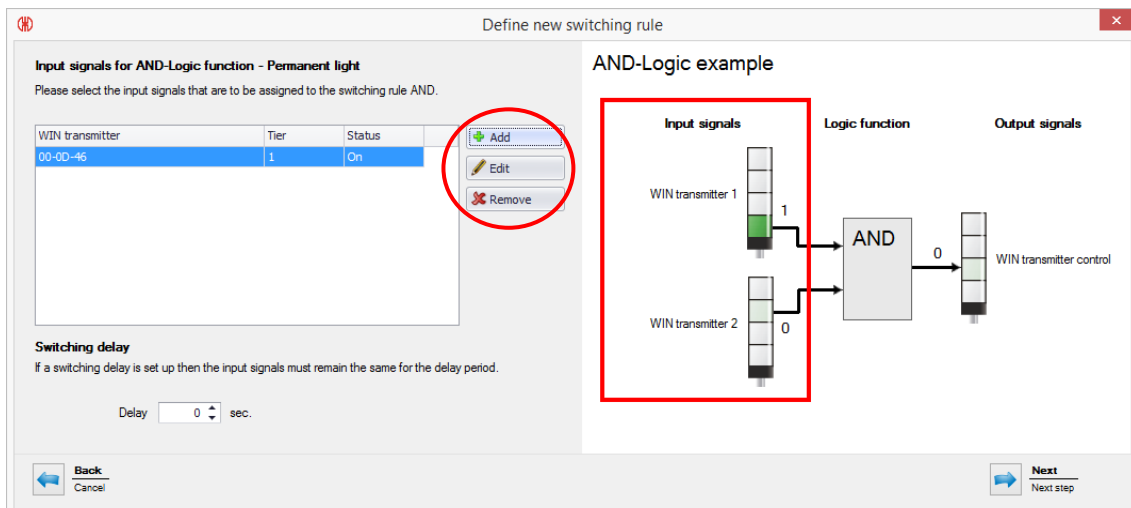 Define new switching rule
Input signals for AND-Logic function - Permanent light
Please select the input signals that are to be assigned to the switching rule AND.
WIN transmitter Tier Status
00-0D-46 1 On
Add
Edit
Remove
Switching delay
If a switching delay is set up then the input signals must remain the same for the delay period.
Delay 0 sec.
AND-Logic example
Input signals Logic function Output signals
WIN transmitter 1
1
AND
0
WIN transmitter control
WIN transmitter 2
0
Back
Cancel
Next
Next step